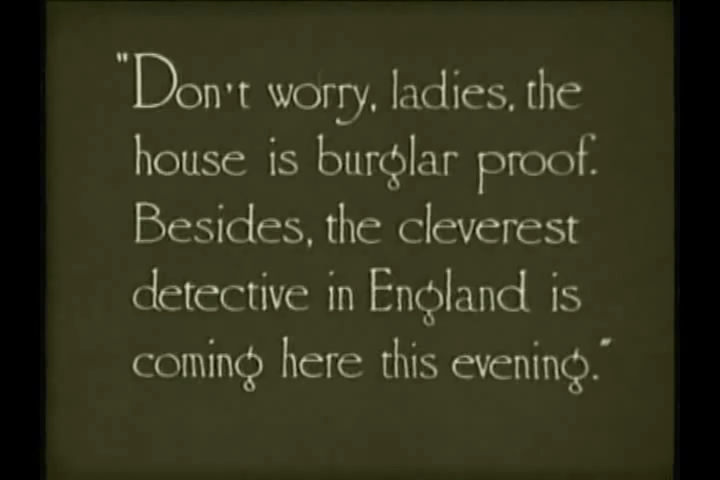 "Don't worry, ladies, the
house is burglar proof.
Besides, the cleverest
detective in England is
coming here this evening."